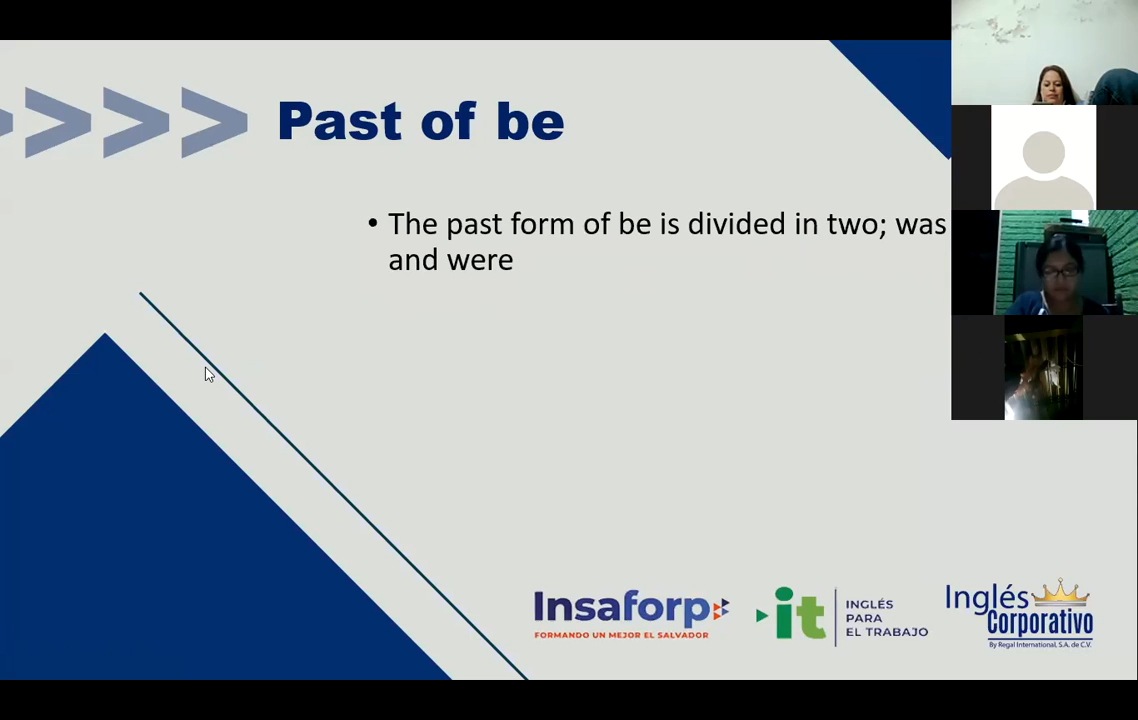 Past of be
• The past form of be is divided in two; was
and were
Insaforp
FORMANDO UN MEJOR EL SALVADOR
it
INGLÉS
PARA
EL TRABAJO
Inglés
Corporativo
By Regal International, S.A. de C.V.